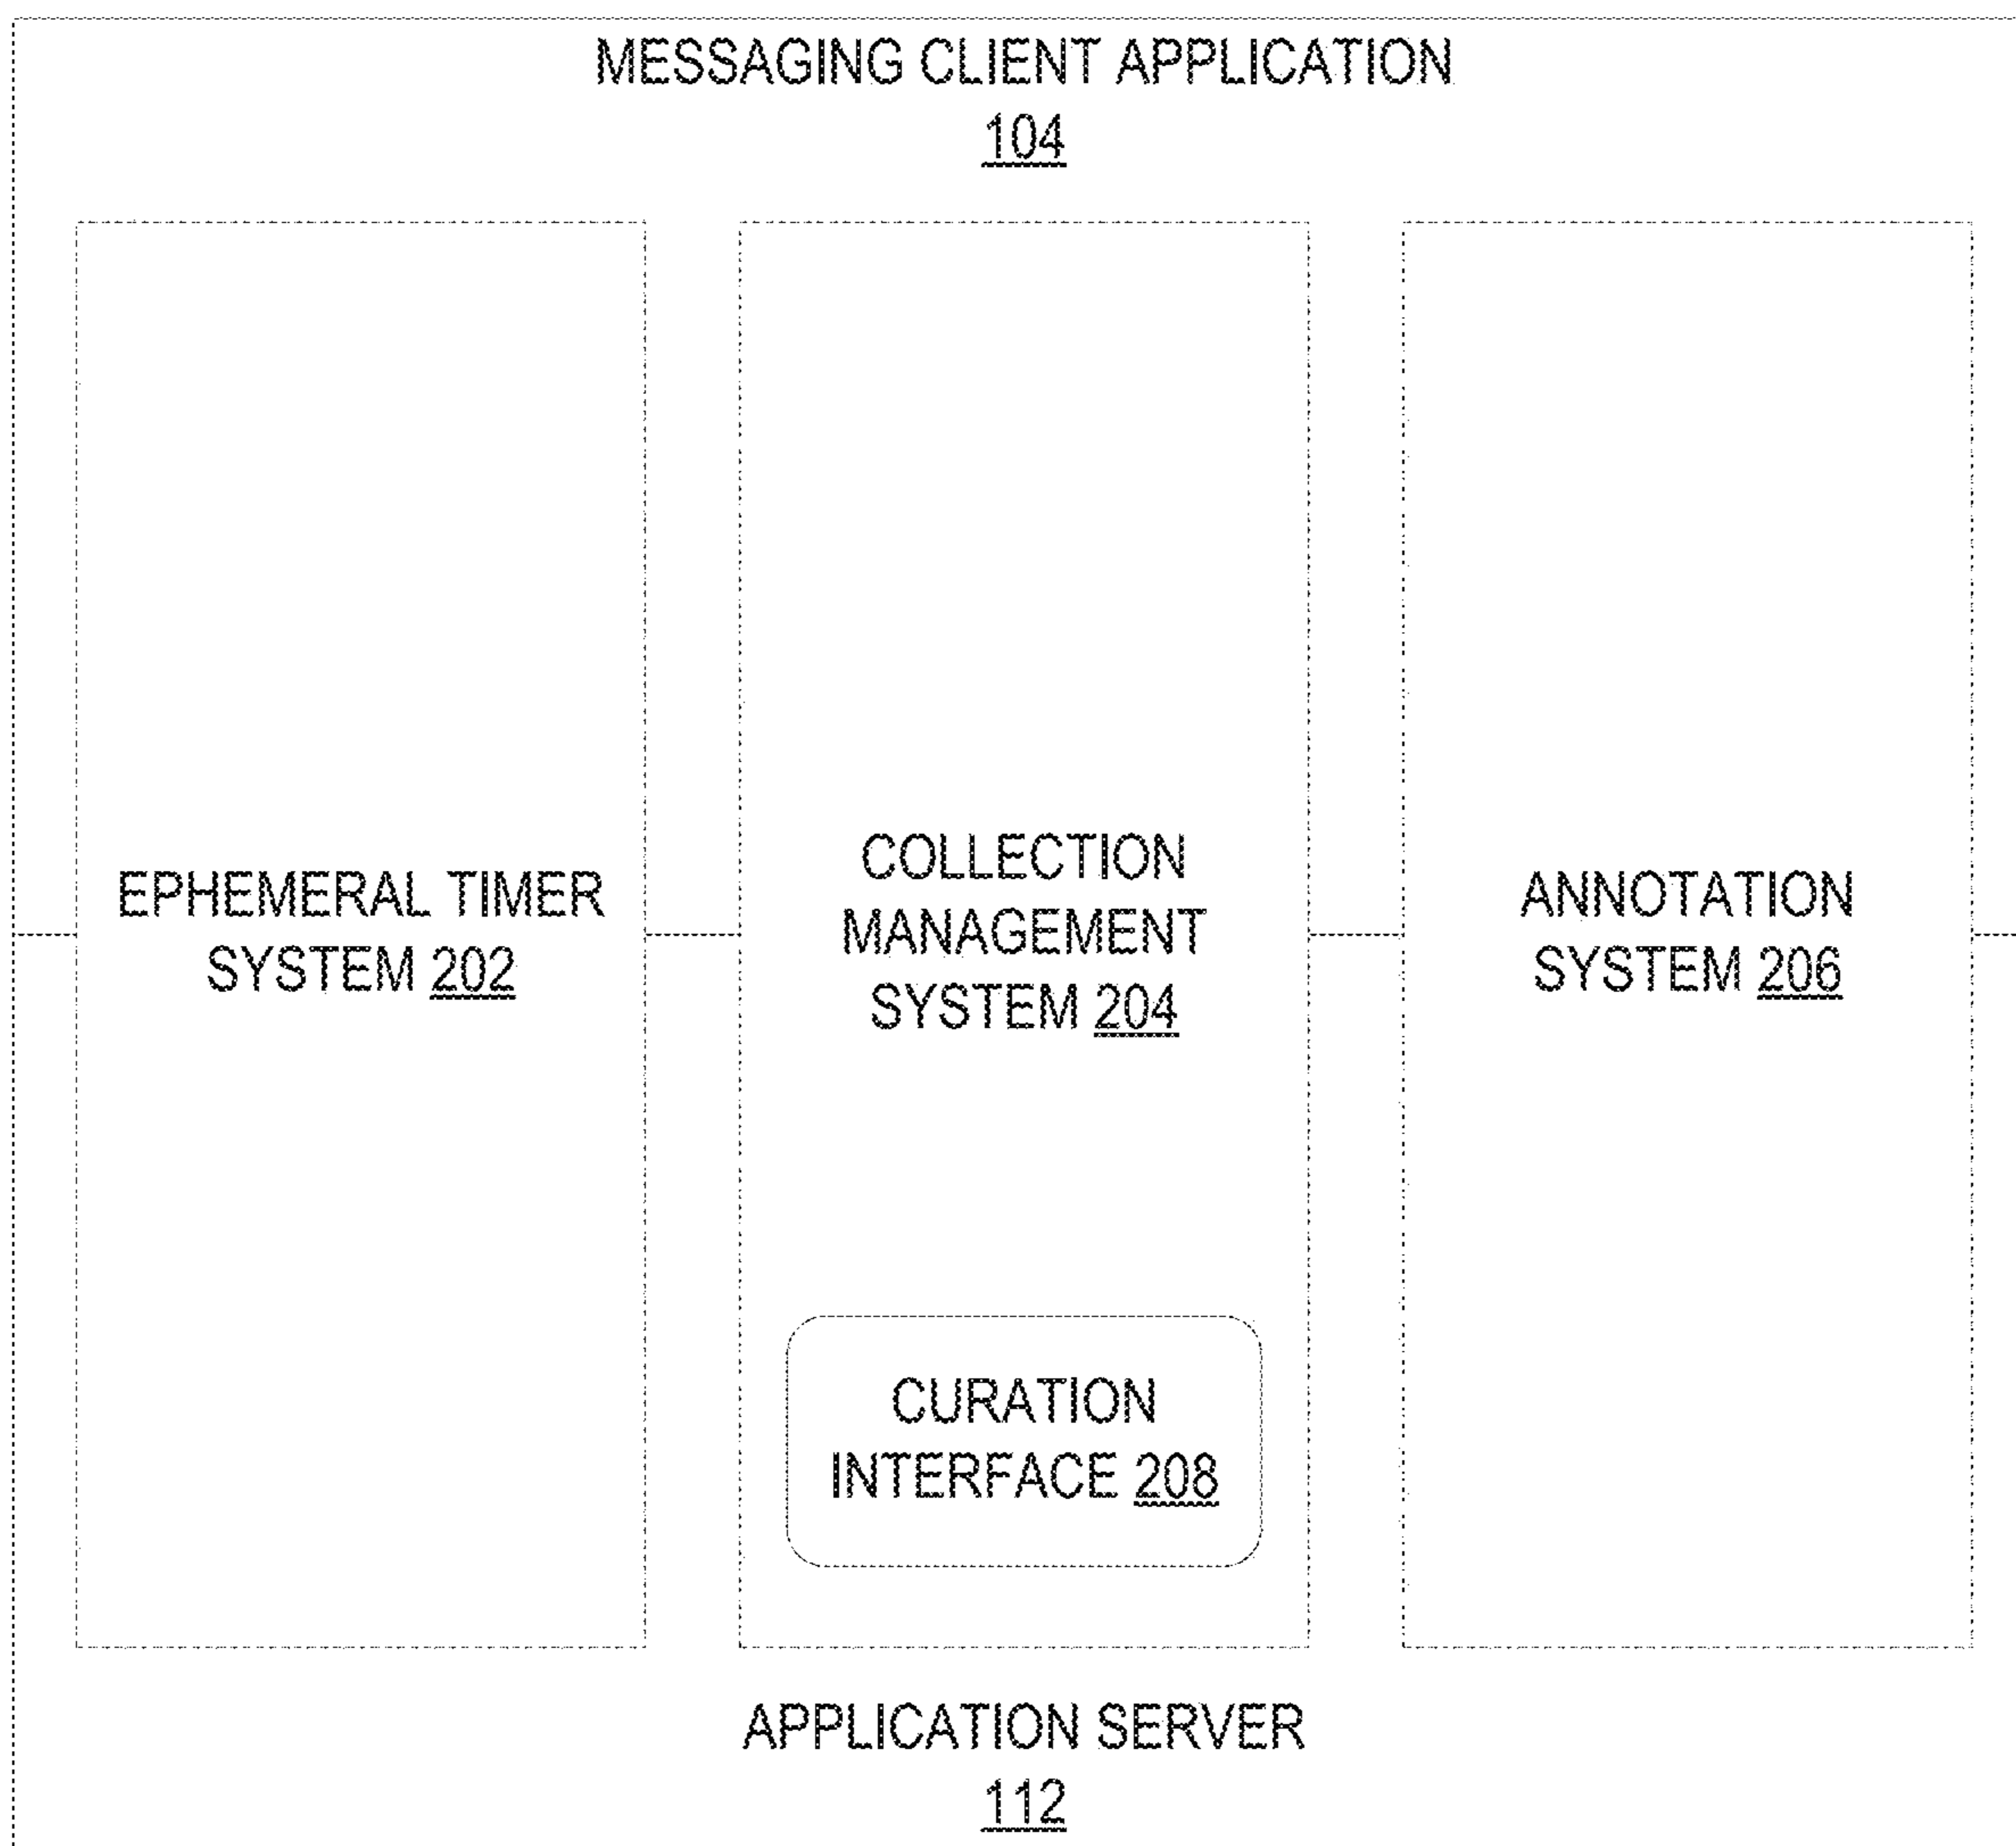 MESSAGING CLIENT APPLICATION
104
EPHEMERAL TIMER
SYSTEM 202
COLLECTION
MANAGEMENT
SYSTEM 204
CURATION
INTERFACE 208
ANNOTATION
SYSTEM 206
APPLICATION SERVER
112